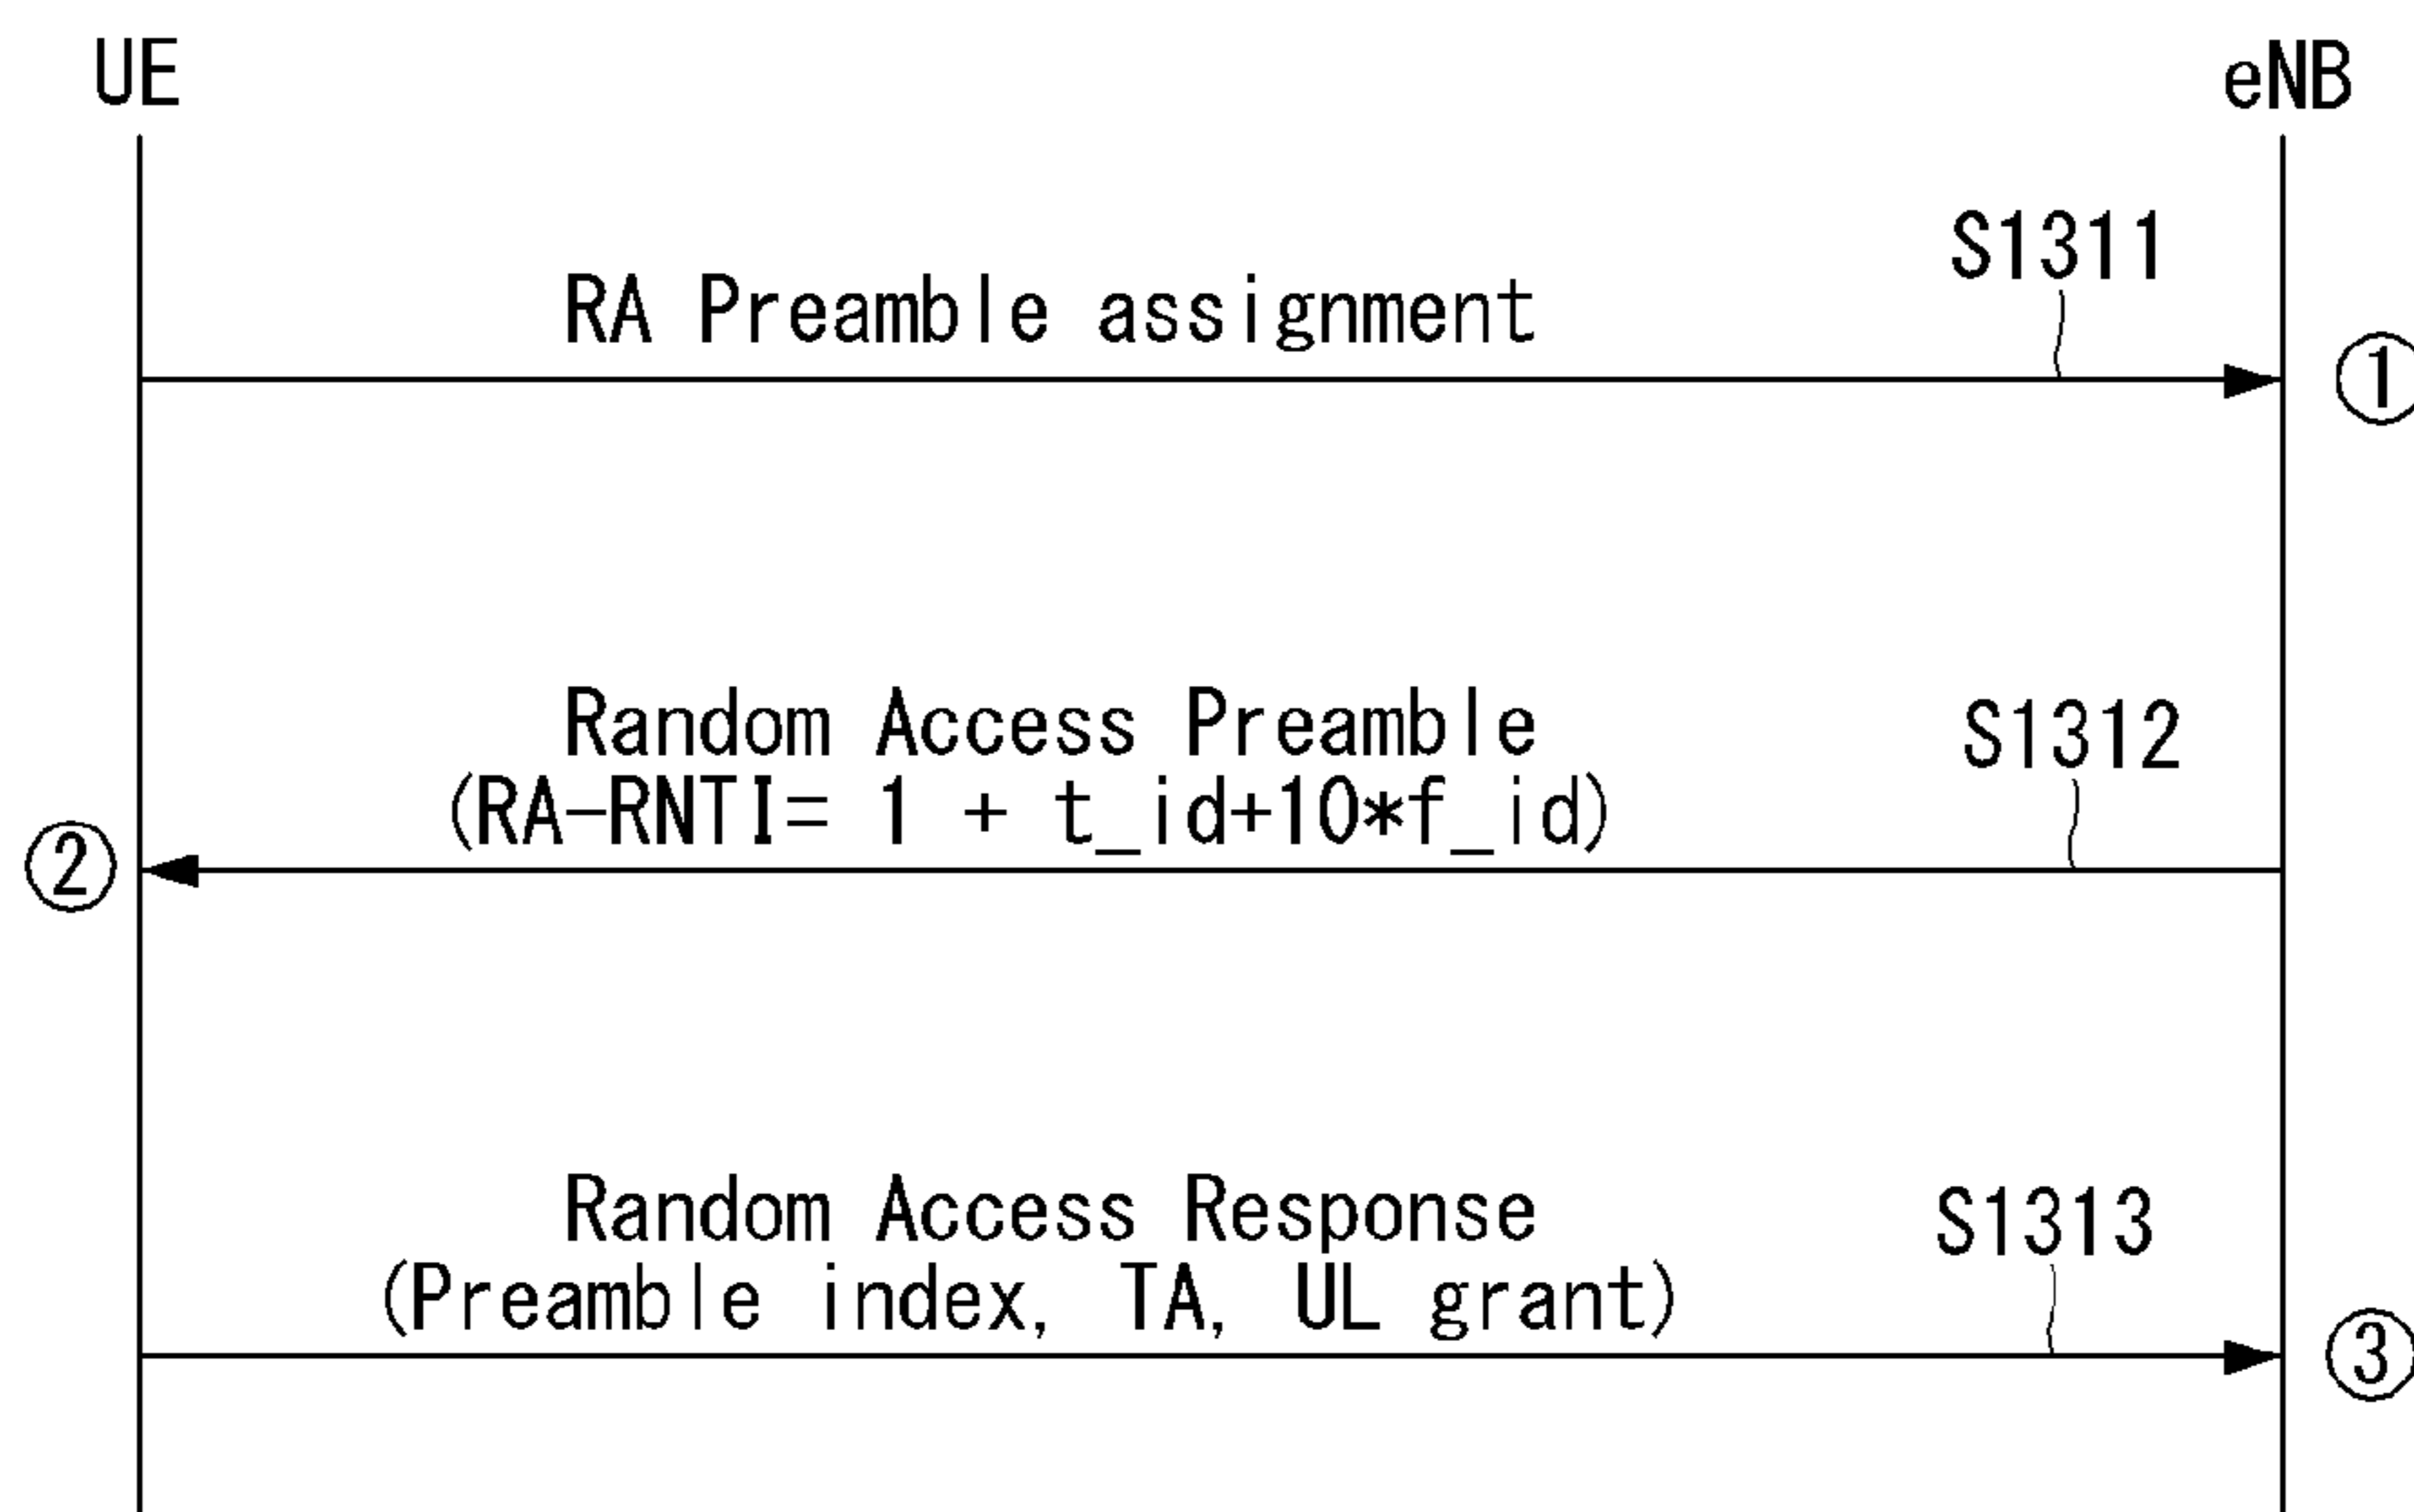 UE
eNB
S1311
RA Preamble assignment
①
Random Access Preamble
S1312
(RA-RNTI= 1 + t_id+10*f_id)
②
Random Access Response
S1313
(Preamble index, TA, UL grant)
③